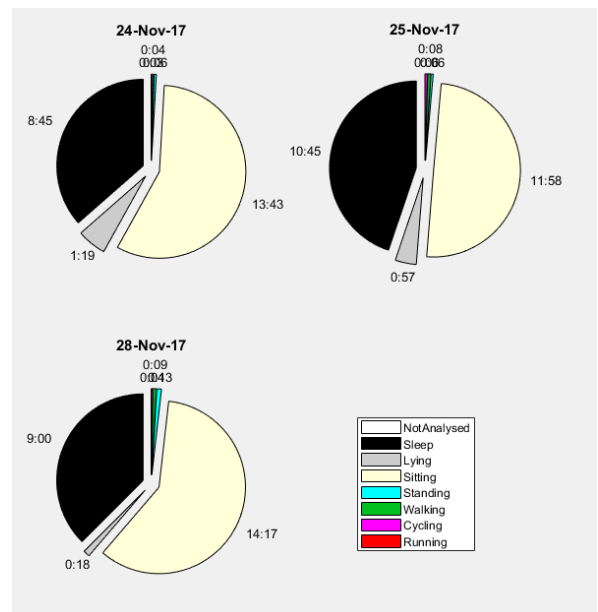 24-Nov-17
0:04
8:45
13:43
1:19
25-Nov-17
0:08
10:45
11:58
0:57
28-Nov-17
0:09
9:00
14:17
0:18
NotAnalysed
Sleep
Lying
Sitting
Standing
Walking
Cycling
Running